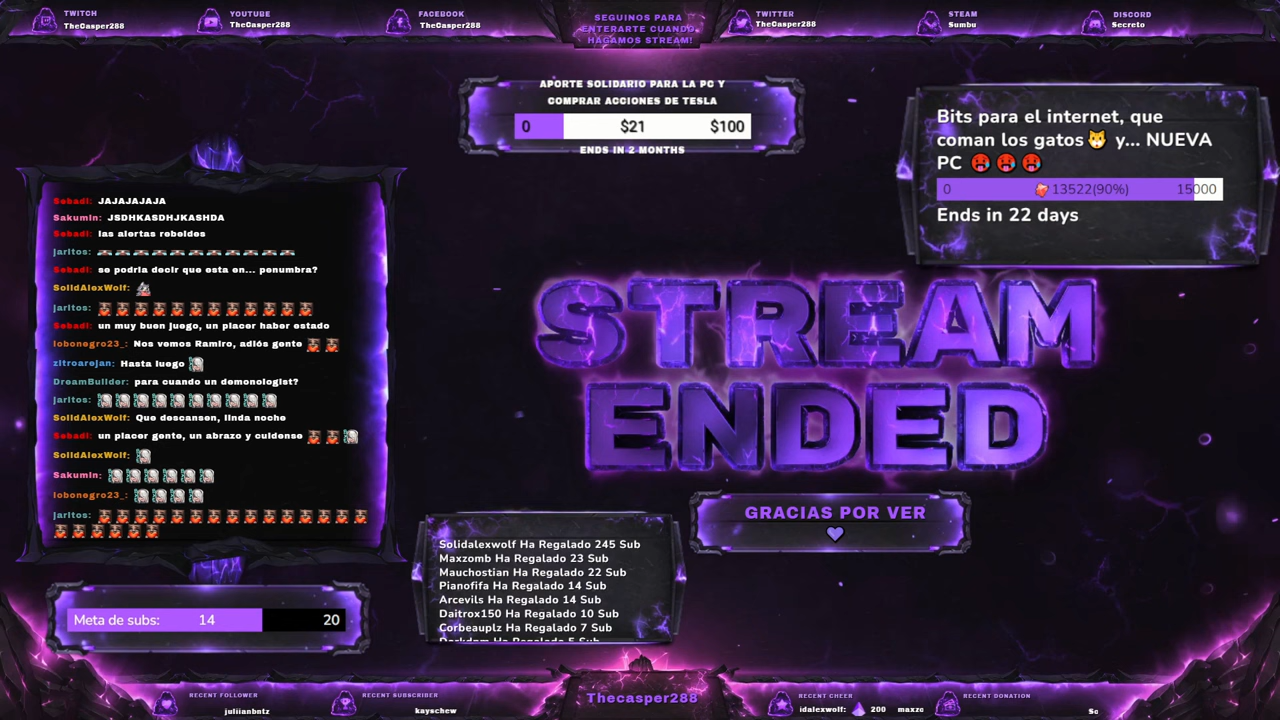 TWITCH
TheCasper288
YOUTUBE
TheCasper288
FACEBOOK
TheCasper288
SEGUINOS PARA
ENTERARTE CUANDO
HAGAMOS STREAM!
TWITTER
TheCasper288
STEAM
Sumbu
DISCORD
Secreto
APORTE SOLIDARIO PARA LA PC Y
COMPRAR ACCIONES DE TESLA
0 $21 $100
ENDS IN 2 MONTHS
Bits para el internet, que
coman los gatos 🐱 y... NUEVA
PC 🥵 🥵 🥵
0 13522(90%) 15000
Ends in 22 days
Sebadl: JAJAJAJAJA
Sakumin: JSDHKASDHJKASHDA
Sebadl: las alertas rebeldes
jaritos:
Sebadl: se podria decir que esta en... penumbra?
SolidAlexWolf:
jaritos:
Sebadl: un muy buen juego, un placer haber estado
lobonegro23_: Nos vemos Ramiro, adiós gente
zitroarejan: Hasta luego
DreamBuilder: para cuando un demonologist?
jaritos:
SolidAlexWolf: Que descansen, linda noche
Sebadl: un placer gente, un abrazo y cuidense
SolidAlexWolf:
Sakumin:
lobonegro23_:
jaritos:
STREAM
ENDED
GRACIAS POR VER
💜
Solidalexwolf Ha Regalado 245 Sub
Maxzomb Ha Regalado 23 Sub
Mauchostian Ha Regalado 22 Sub
Pianofifa Ha Regalado 14 Sub
Arcevils Ha Regalado 14 Sub
Daitrox150 Ha Regalado 10 Sub
Corbeauplz Ha Regalado 7 Sub
Meta de subs: 14 20
RECENT FOLLOWER
juliianbntz
RECENT SUBSCRIBER
kayschew
Thecasper288
RECENT CHEER
idalexwolf: 200 maxzo
RECENT DONATION